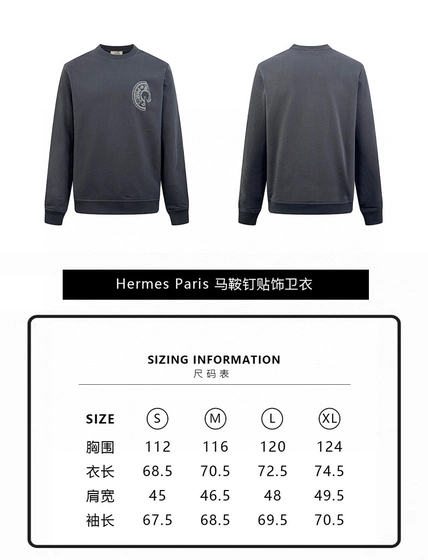 Hermes Paris 马鞍钉贴饰卫衣
SIZING INFORMATION
尺码表
SIZE S M L XL
胸围 112 116 120 124
衣长 68.5 70.5 72.5 74.5
肩宽 45 46.5 48 49.5
袖长 67.5 68.5 69.5 70.5